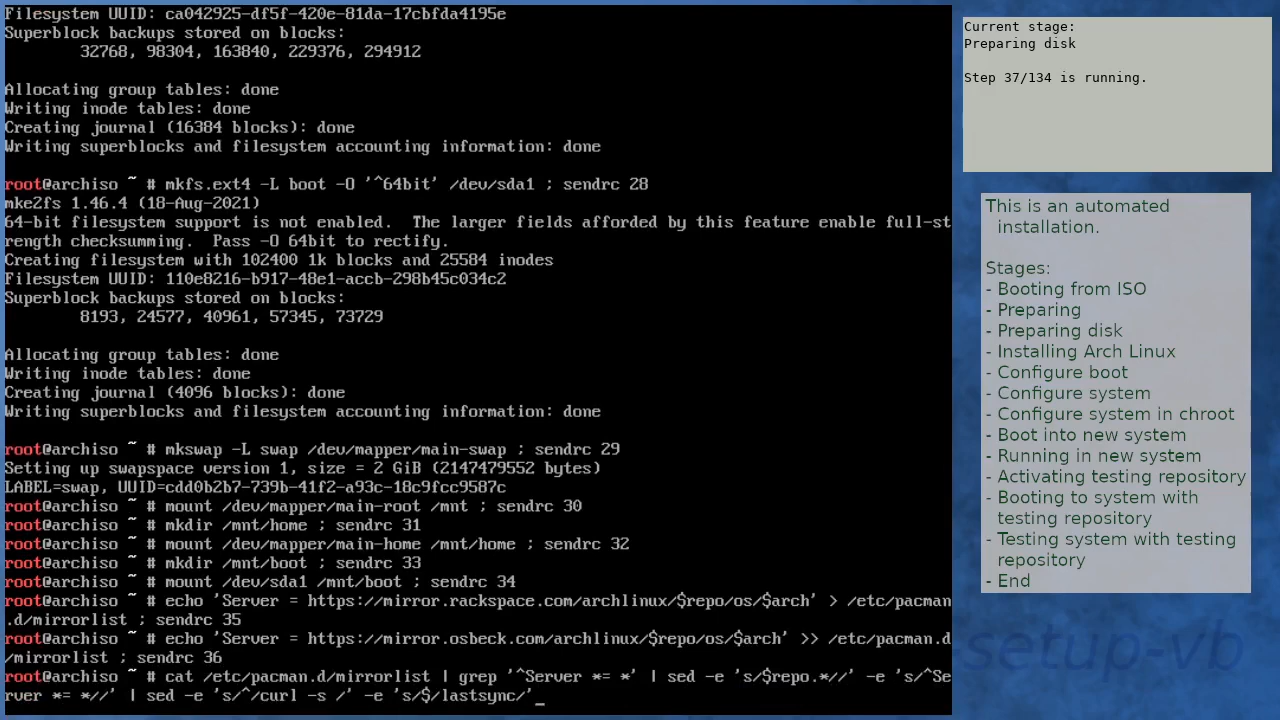 Filesystem UUID: ca042925-df5f-420e-81da-17cbfda4195e
Superblock backups stored on blocks:
        32768, 98304, 163840, 229376, 294912

Allocating group tables: done
Writing inode tables: done
Creating journal (16384 blocks): done
Writing superblocks and filesystem accounting information: done

root@archiso ~ # mkfs.ext4 -L boot -O '^64bit' /dev/sda1 ; sendrc 28
mke2fs 1.46.4 (18-Aug-2021)
64-bit filesystem support is not enabled.  The larger fields afforded by this feature enable full-st
rength checksumming.  Pass -O 64bit to rectify.
Creating filesystem with 102400 1k blocks and 25584 inodes
Filesystem UUID: 110e8216-b917-48e1-accb-298b45c034c2
Superblock backups stored on blocks:
        8193, 24577, 40961, 57345, 73729

Allocating group tables: done
Writing inode tables: done
Creating journal (4096 blocks): done
Writing superblocks and filesystem accounting information: done

root@archiso ~ # mkswap -L swap /dev/mapper/main-swap ; sendrc 29
Setting up swapspace version 1, size = 2 GiB (2147479552 bytes)
LABEL=swap, UUID=cdd0b2b7-739b-41f2-a93c-18c9fcc9587c
root@archiso ~ # mount /dev/mapper/main-root /mnt ; sendrc 30
root@archiso ~ # mkdir /mnt/home ; sendrc 31
root@archiso ~ # mount /dev/mapper/main-home /mnt/home ; sendrc 32
root@archiso ~ # mkdir /mnt/boot ; sendrc 33
root@archiso ~ # mount /dev/sda1 /mnt/boot ; sendrc 34
root@archiso ~ # echo 'Server = https://mirror.rackspace.com/archlinux/$repo/os/$arch' > /etc/pacman
.d/mirrorlist ; sendrc 35
root@archiso ~ # echo 'Server = https://mirror.osbeck.com/archlinux/$repo/os/$arch' >> /etc/pacman.d
/mirrorlist ; sendrc 36
root@archiso ~ # cat /etc/pacman.d/mirrorlist | grep '^Server *= *' | sed -e 's/$repo.*//' -e 's/^Se
rver *= *//' | sed -e 's/^/curl -s /' -e 's/$/lastsync/'_
Current stage:
Preparing disk

Step 37/134 is running.
This is an automated
installation.

Stages:
- Booting from ISO
- Preparing
- Preparing disk
- Installing Arch Linux
- Configure boot
- Configure system
- Configure system in chroot
- Boot into new system
- Running in new system
- Activating testing repository
- Booting to system with
testing repository
- Testing system with testing
repository
- End
setup-vb